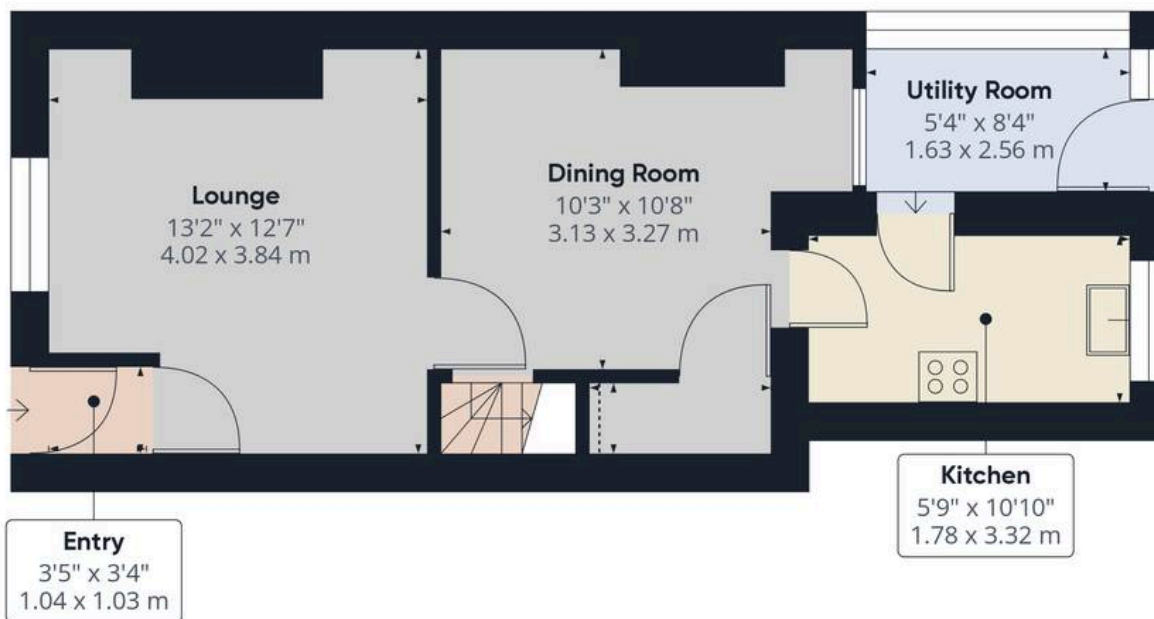 Lounge
13'2" x 12'7"
4.02 x 3.84 m
Dining Room
10'3" x 10'8"
3.13 x 3.27 m
Utility Room
5'4" x 8'4"
1.63 x 2.56 m
Kitchen
5'9" x 10'10"
1.78 x 3.32 m
Entry
3'5" x 3'4"
1.04 x 1.03 m